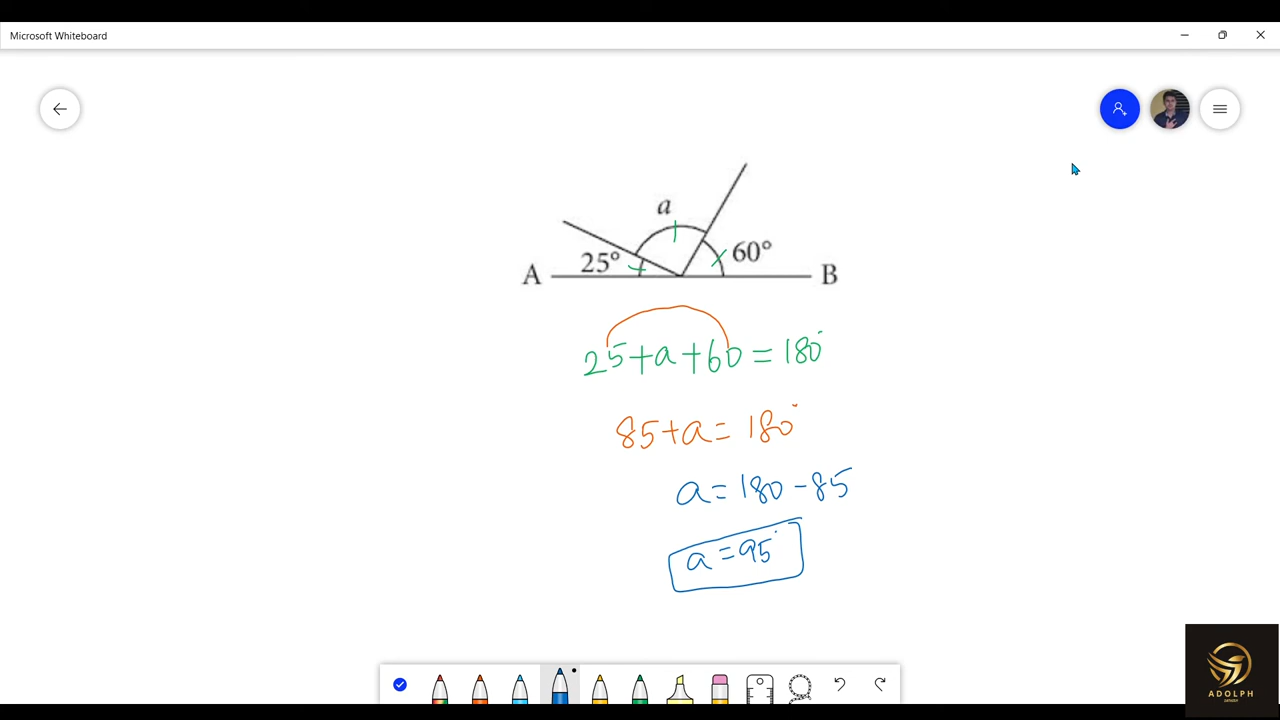 Microsoft Whiteboard
a
25°
60°
A
B
25+a+60=180°
85+a=180°
a=180-85
a=95°
ADOLPH